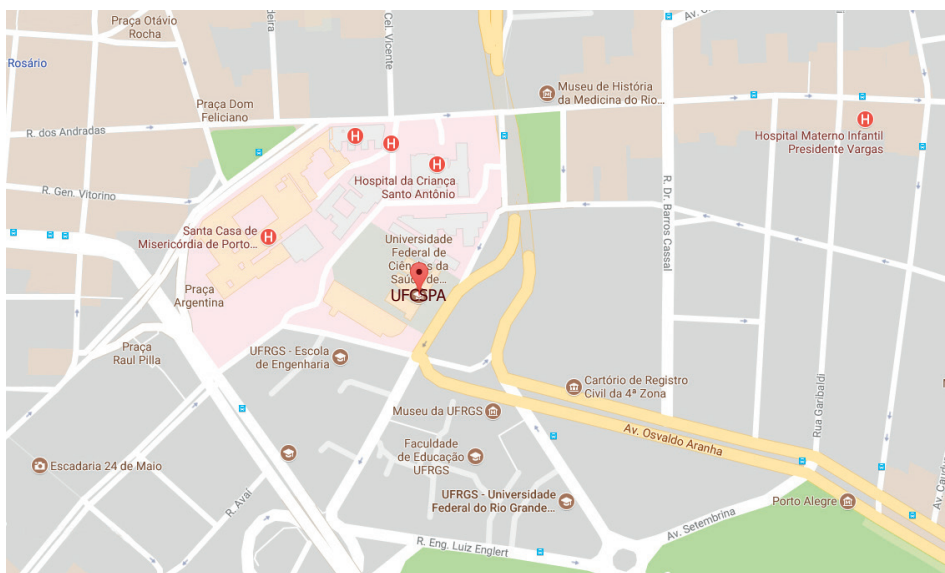 Praça Otávio
Rocha
deira
Cel. Vicente
Av. C
Rosário
Museu de História
da Medicina do Rio...
Praça Dom
Feliciano
R. dos Andradas
Hospital Materno Infantil
Presidente Vargas
Hospital da Criança
Santo Antônio
R. Gen. Vitorino
R. Dr. Barros Cassal
Santa Casa de
Misericórdia de Porto...
Universidade
Federal de
Ciências da
Saúde de...
UFCSPA
Praça
Argentina
Praça
Raul Pilla
UFRGS - Escola
de Engenharia
Cartório de Registro
Civil da 4ª Zona
Rua Garibaldi
Museu da UFRGS
Av. Osvaldo Aranha
Faculdade
de Educação
UFRGS
Escadaria 24 de Maio
R. Avaí
UFRGS - Universidade
Federal do Rio Grande...
Porto Alegre
Av. Setembrina
R. Eng. Luiz Englert